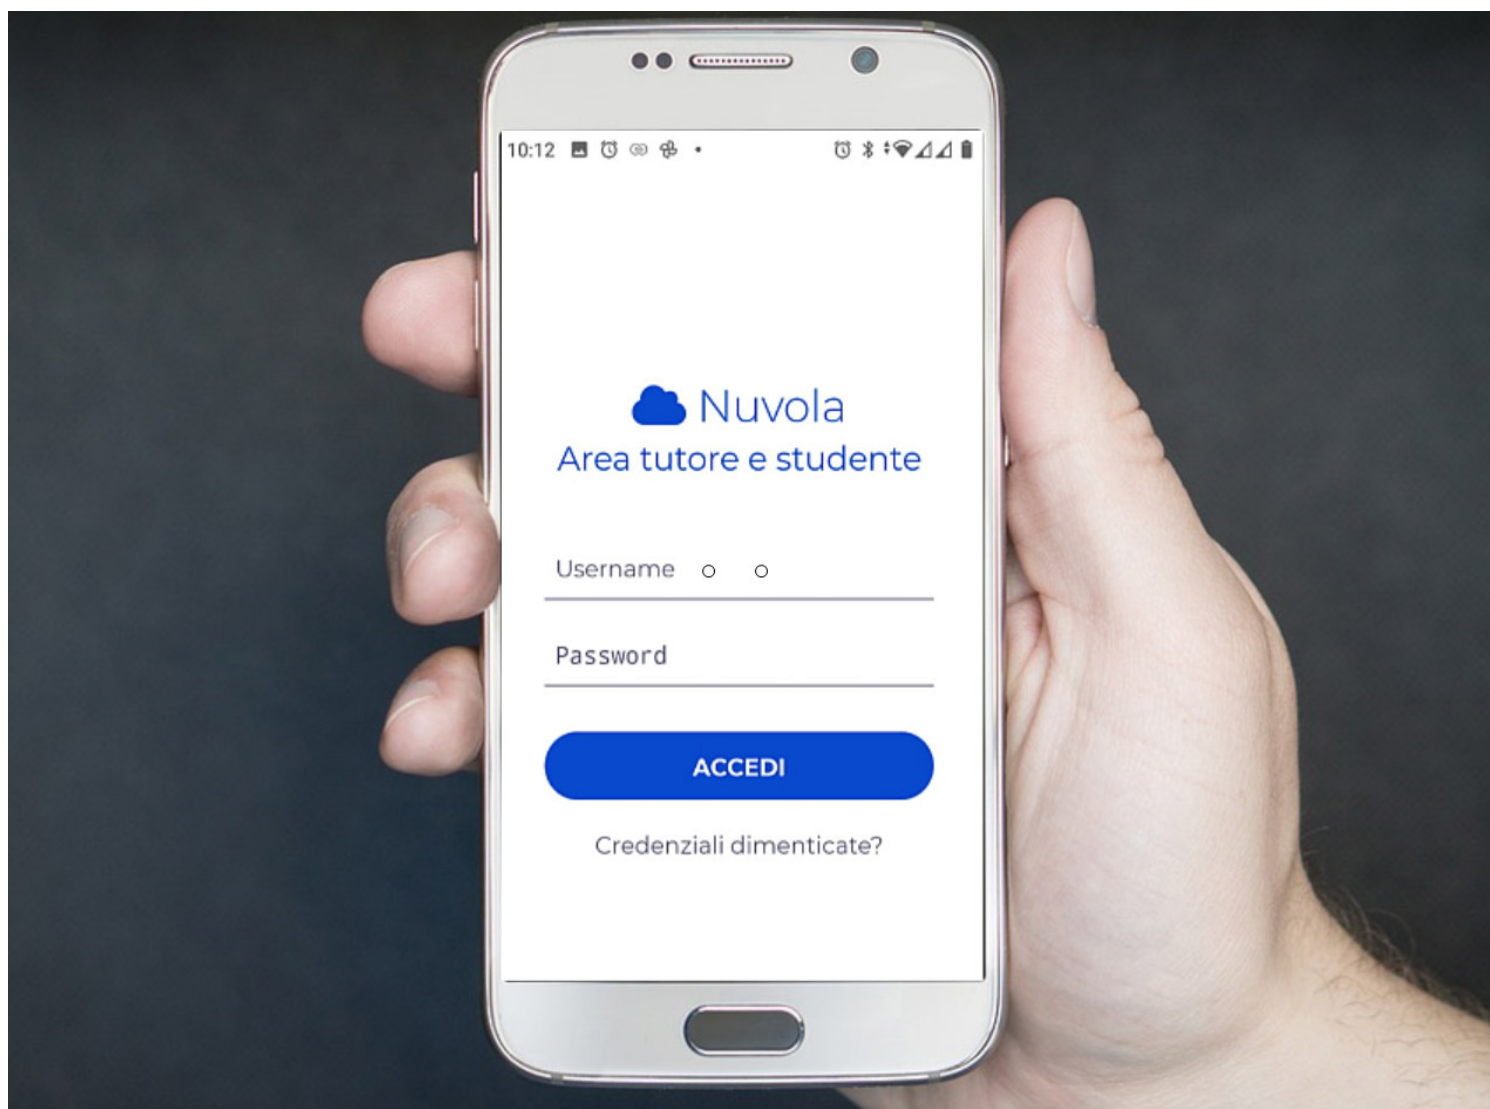 10:12
Nuvola
Area tutore e studente
Username
Password
ACCEDI
Credenziali dimenticate?